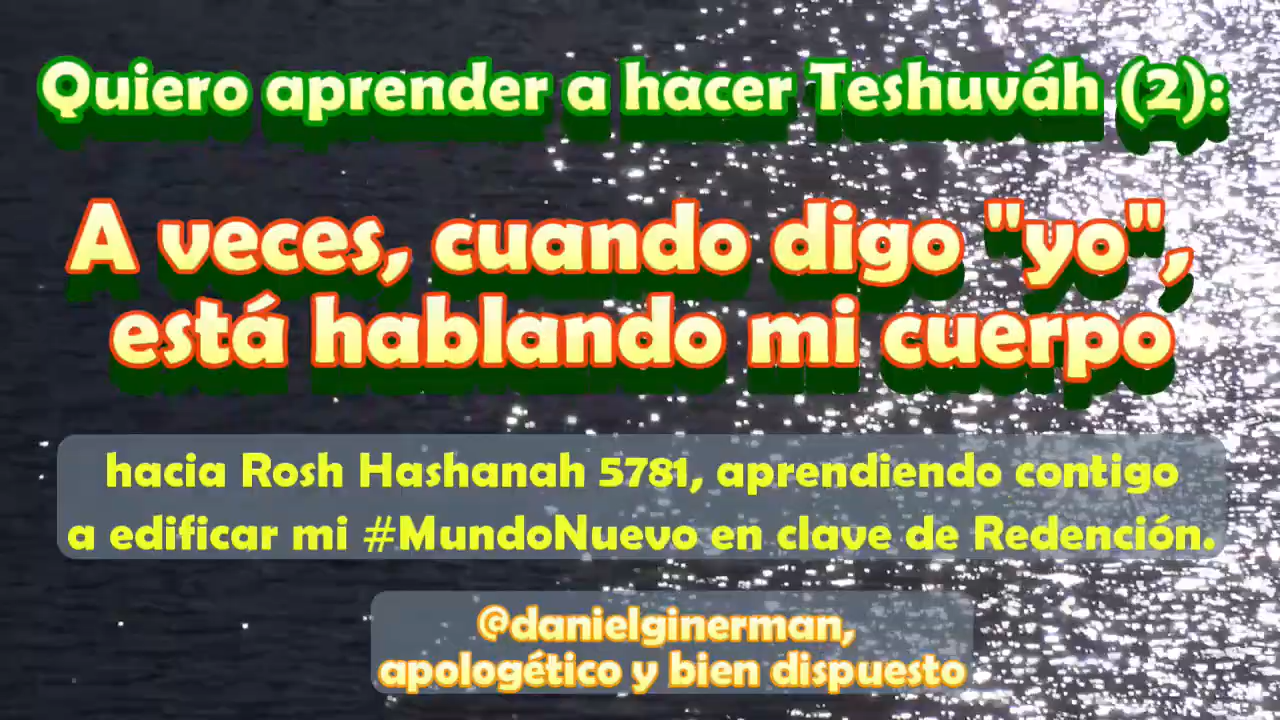 Quiero aprender a hacer Teshuváh (2):
A veces, cuando digo "yo",
está hablando mi cuerpo
hacia Rosh Hashanah 5781, aprendiendo contigo
a edificar mi #MundoNuevo en clave de Redención.
@danielginerman,
apologético y bien dispuesto